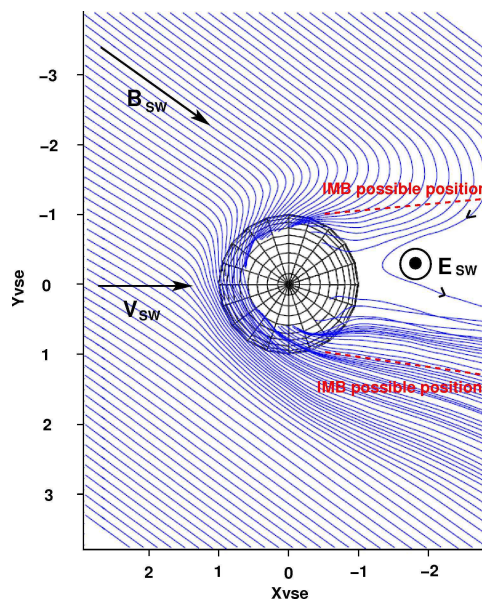 −3
B SW
−2
IMB possible position
−1
E SW
0
V SW
Yvse
1
IMB possible position
2
3
2 1 0 −1 −2
Xvse